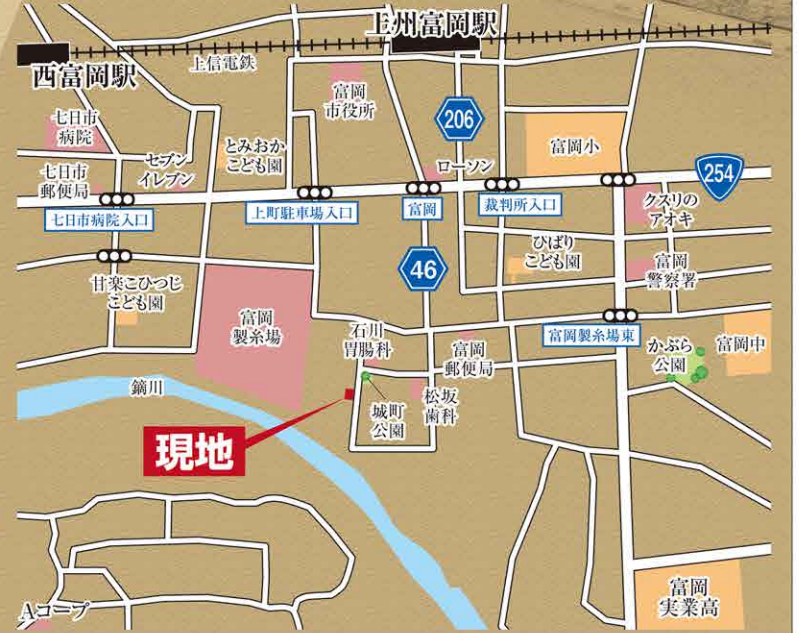 上州富岡駅
西富岡駅
上信電鉄
富岡
市役所
七日市
病院
206
とみおか
こども園
富岡小
セブン
イレブン
ローソン
七日市
郵便局
254
クスリの
アオキ
七日市病院入口
上町駐車場入口
富岡
裁判所入口
ひばり
こども園
富岡
警察署
46
甘楽こひつじ
こども園
富岡
製糸場
石川
胃腸科
富岡
郵便局
富岡製糸場東
かぶら
公園
富岡中
鏑川
城町
公園
松坂
歯科
現地
富岡
実業高
Aコープ